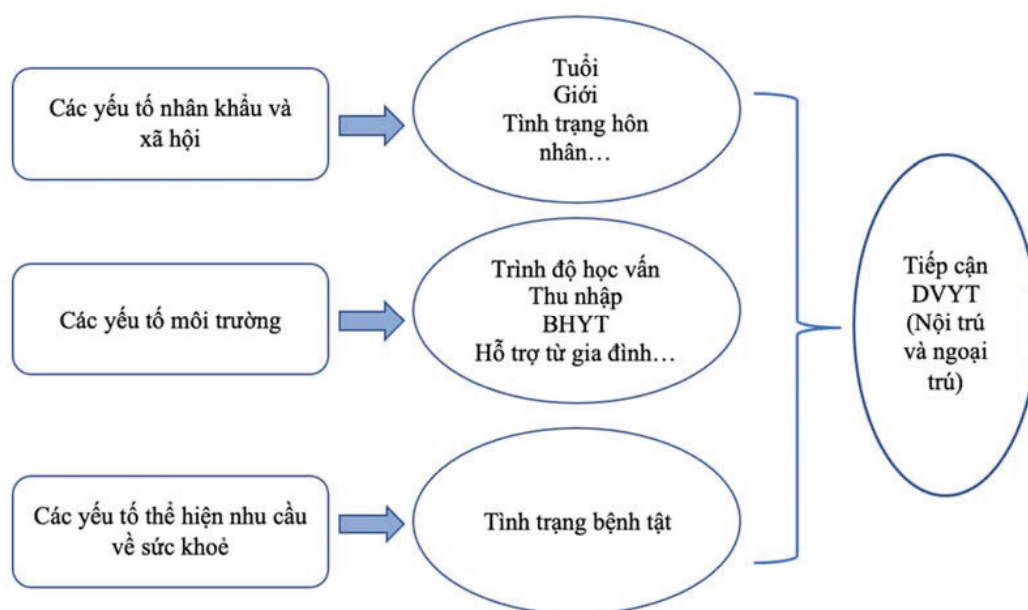 Các yếu tố nhân khẩu và
xã hội
Tuổi
Giới
Tình trạng hôn
nhân…
Các yếu tố môi trường
Trình độ học vấn
Thu nhập
BHYT
Hỗ trợ từ gia đình…
Các yếu tố thể hiện nhu cầu
về sức khoẻ
Tình trạng bệnh tật
Tiếp cận
DVYT
(Nội trú
và ngoại
trú)